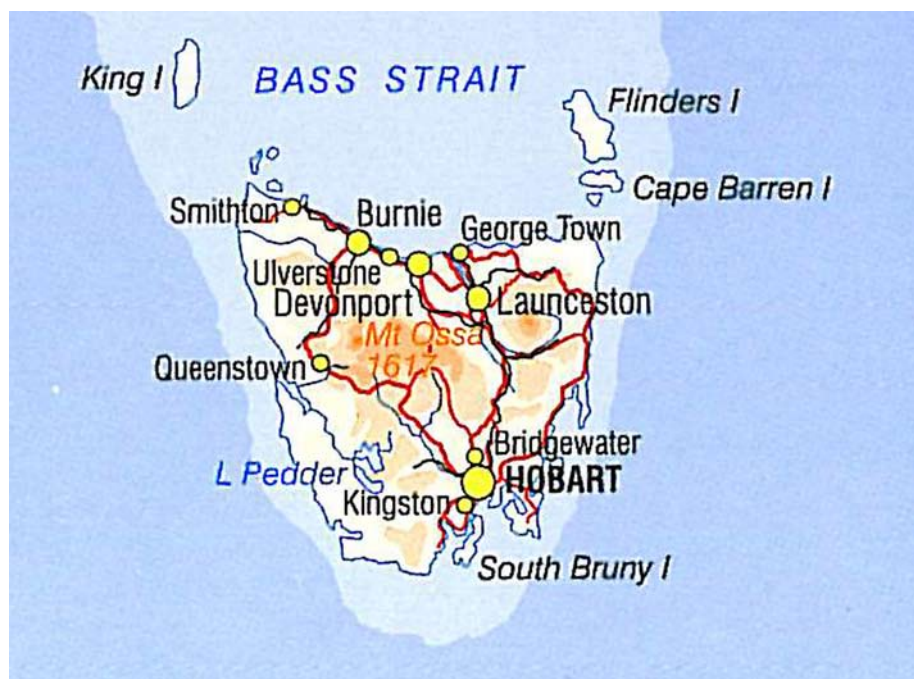 King I
BASS STRAIT
Flinders I
Cape Barren I
Smithton
Burnie
George Town
Ulverstone
Devonport
Launceston
Mt Ossa
1617
Queenstown
Bridgewater
L Pedder
HOBART
Kingston
South Bruny I